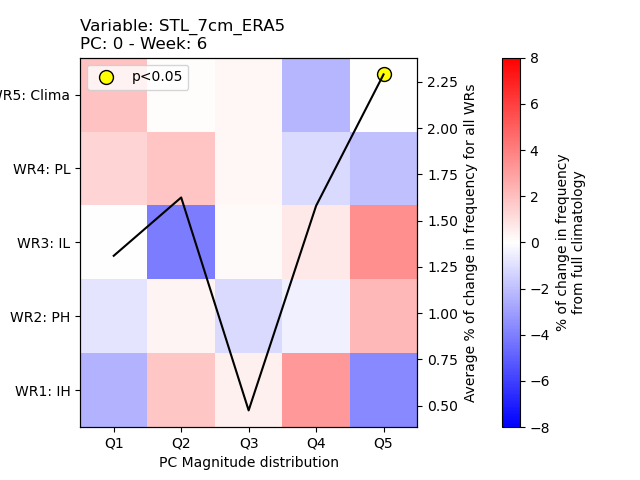 Variable: STL_7cm_ERA5
PC: 0 - Week: 6
p<0.05
WR5: Clima
WR4: PL
WR3: IL
WR2: PH
WR1: IH
Q1 Q2 Q3 Q4 Q5
PC Magnitude distribution
2.25
2.00
1.75
1.50
1.25
1.00
0.75
0.50
Average % of change in frequency for all WRs
8
6
4
2
0
−2
−4
−6
−8
% of change in frequency
from full climatology